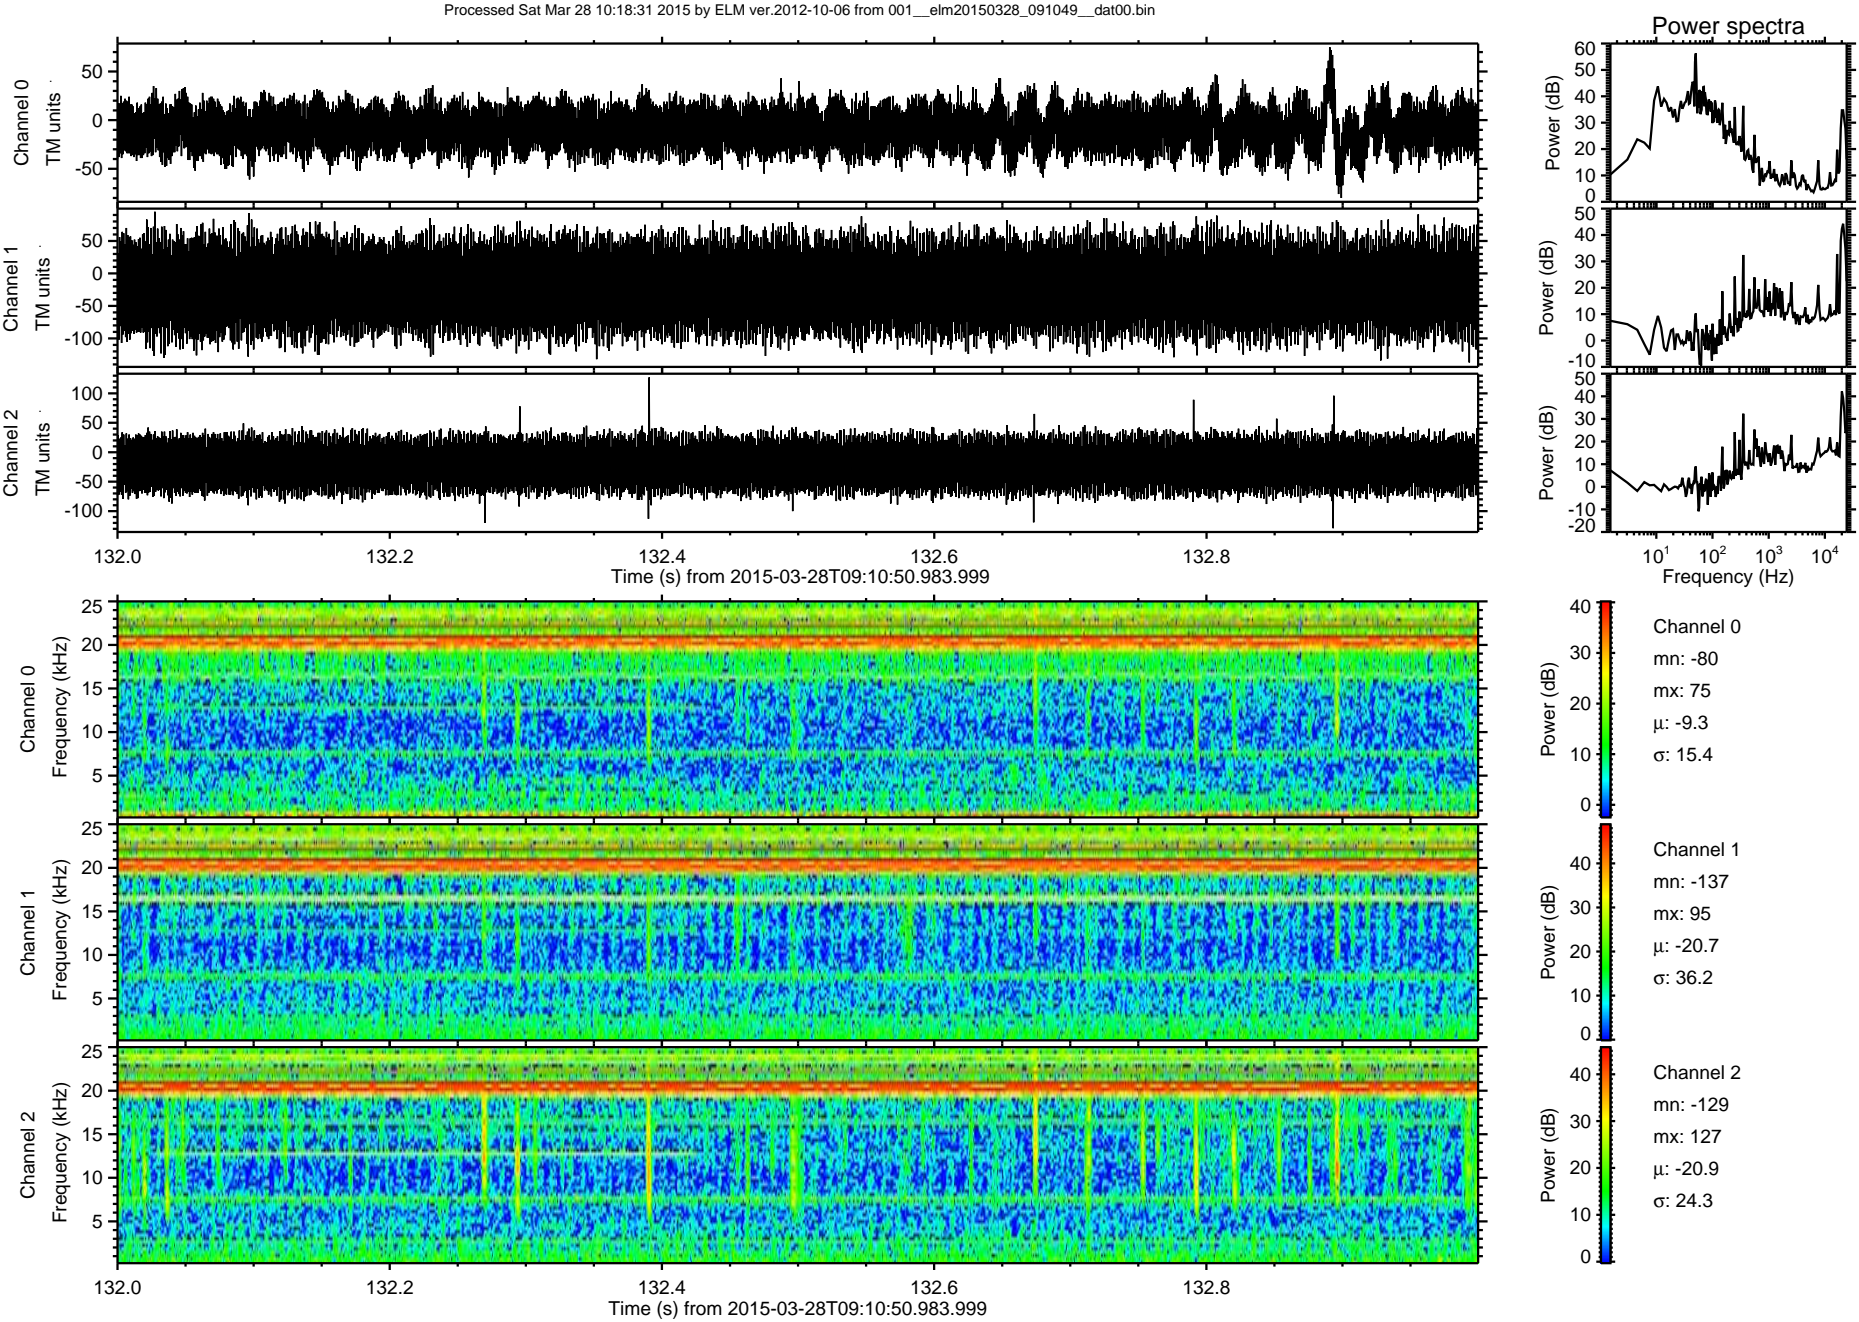 Processed Sat Mar 28 10:18:31 2015 by ELM ver.2012-10-06 from 001__elm20150328_091049__dat00.bin
Power spectra
Channel 0
TM units
50
0
-50
Power (dB)
60
50
40
30
20
10
0
Channel 1
TM units
50
0
-50
-100
Power (dB)
50
40
30
20
10
0
-10
Channel 2
TM units
100
50
0
-50
-100
Power (dB)
50
40
30
20
10
0
-10
-20
132.0 132.2 132.4 132.6 132.8
Time (s) from 2015-03-28T09:10:50.983.999
10^1 10^2 10^3 10^4
Frequency (Hz)
Channel 0
Frequency (kHz)
25
20
15
10
5
Power (dB)
40
30
20
10
0
Channel 0
mn: -80
mx: 75
μ: -9.3
σ: 15.4
Channel 1
Frequency (kHz)
25
20
15
10
5
Power (dB)
40
30
20
10
0
Channel 1
mn: -137
mx: 95
μ: -20.7
σ: 36.2
Channel 2
Frequency (kHz)
25
20
15
10
5
Power (dB)
40
30
20
10
0
Channel 2
mn: -129
mx: 127
μ: -20.9
σ: 24.3
132.0 132.2 132.4 132.6 132.8
Time (s) from 2015-03-28T09:10:50.983.999